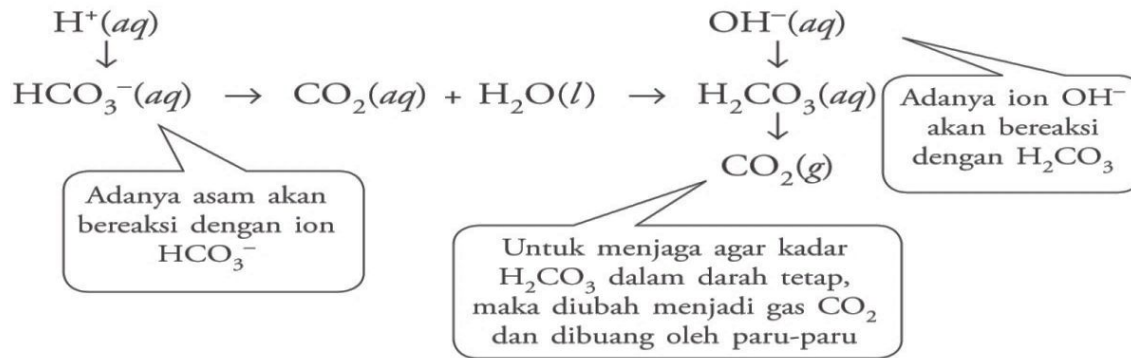 H⁺(aq)
OH⁻(aq)
↓
↓
HCO₃⁻(aq) → CO₂(aq) + H₂O(l) → H₂CO₃(aq)
↓
CO₂(g)
Adanya ion OH⁻
akan bereaksi
dengan H₂CO₃
Adanya asam akan
bereaksi dengan ion
HCO₃⁻
Untuk menjaga agar kadar
H₂CO₃ dalam darah tetap,
maka diubah menjadi gas CO₂
dan dibuang oleh paru-paru